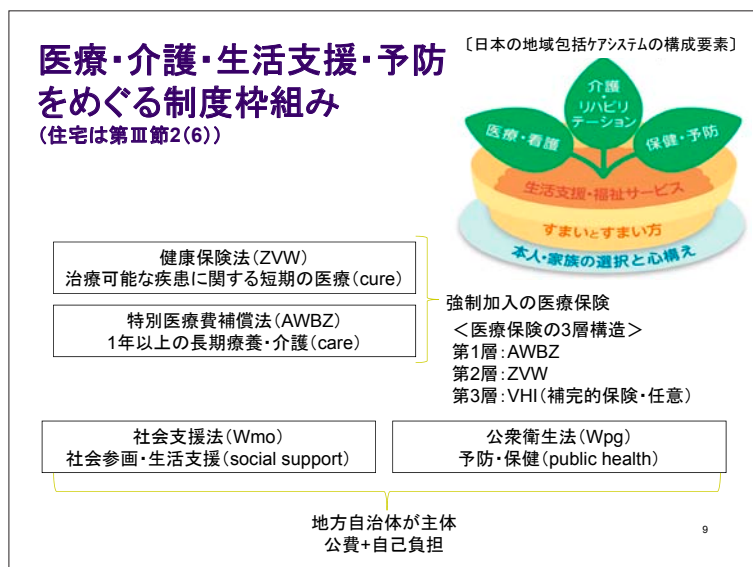 医療・介護・生活支援・予防
をめぐる制度枠組み
(住宅は第Ⅲ節2(6))
〔日本の地域包括ケアシステムの構成要素〕
介護
・
リハビリ
テーション
医療・看護
保健・予防
生活支援・福祉サービス
すまいとすまい方
本人・家族の選択と心構え
健康保険法(ZVW)
治療可能な疾患に関する短期の医療(cure)
特別医療費補償法(AWBZ)
1年以上の長期療養・介護(care)
強制加入の医療保険
<医療保険の3層構造>
第1層:AWBZ
第2層:ZVW
第3層:VHI(補完的保険・任意)
社会支援法(Wmo)
社会参画・生活支援(social support)
公衆衛生法(Wpg)
予防・保健(public health)
地方自治体が主体
公費+自己負担
9